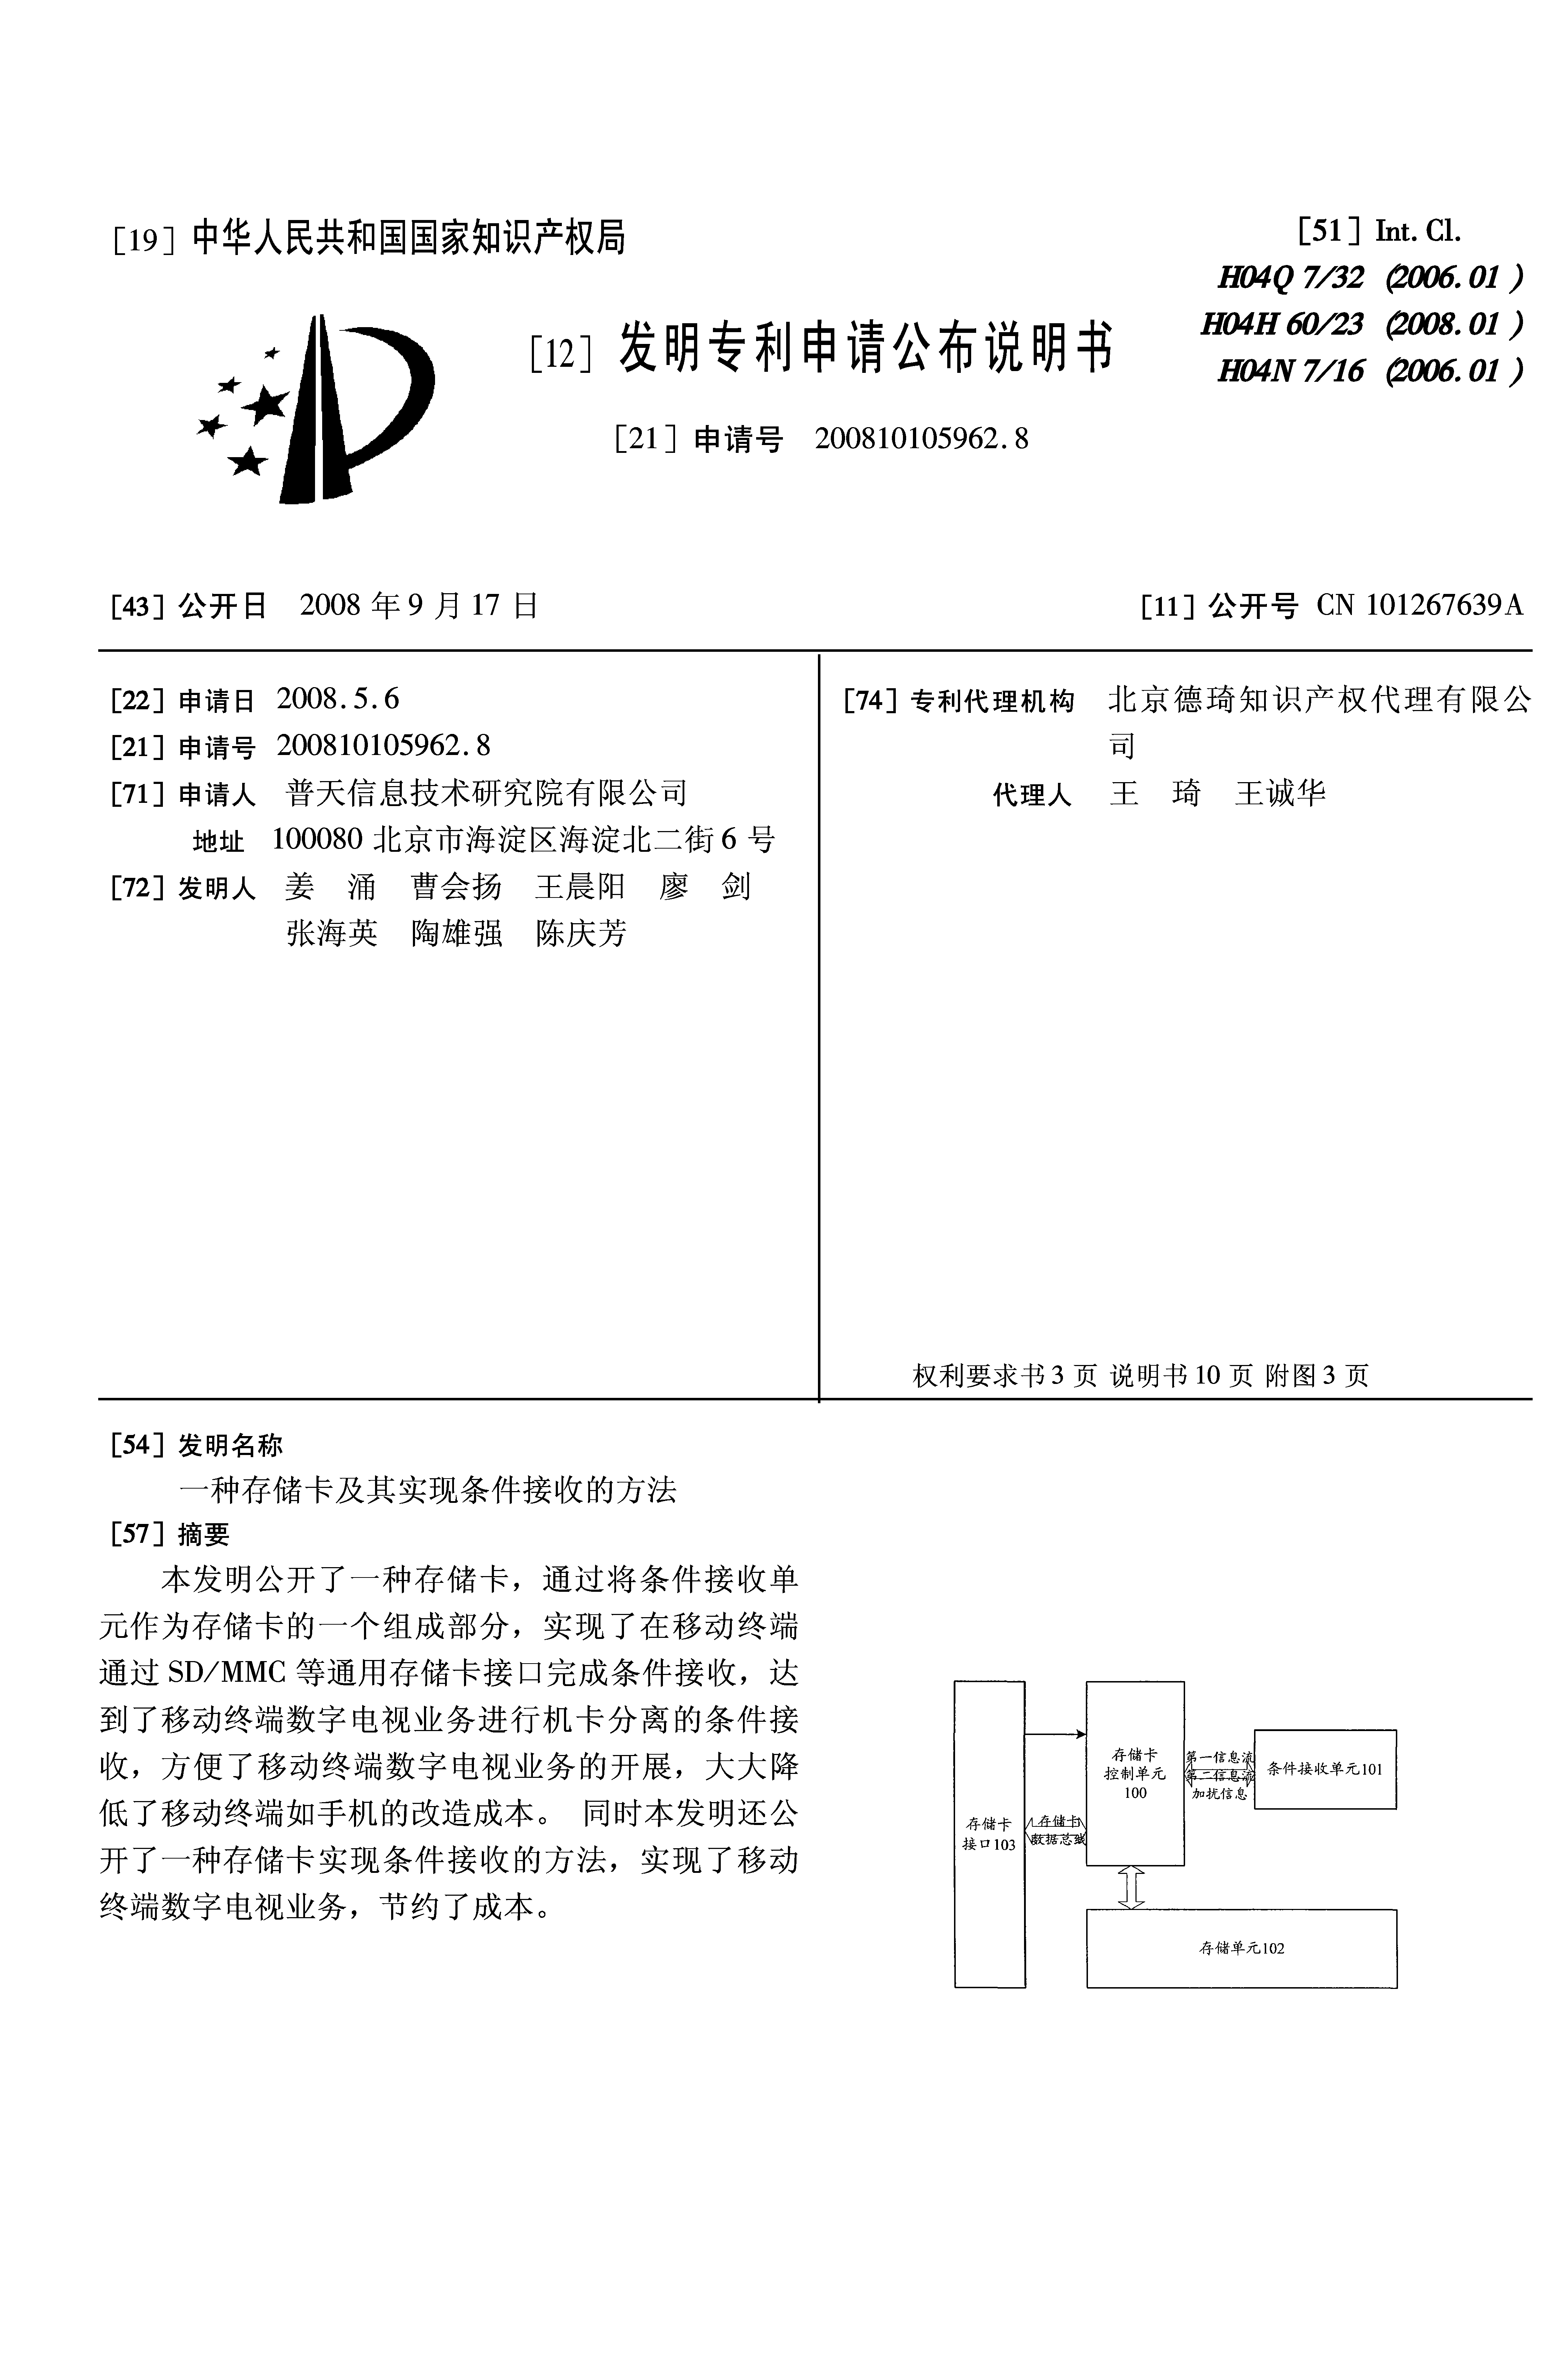 [19] 中华人民共和国国家知识产权局
[51] Int. Cl.
H04Q 7/32 (2006.01)
H04H 60/23 (2008.01)
H04N 7/16 (2006.01)
[12] 发明专利申请公布说明书
[21] 申请号 200810105962.8
[43] 公开日 2008 年 9 月 17 日
[11] 公开号 CN 101267639A
[22] 申请日 2008.5.6
[21] 申请号 200810105962.8
[71] 申请人 普天信息技术研究院有限公司
地址 100080 北京市海淀区海淀北二街 6 号
[72] 发明人 姜 涌 曹会扬 王晨阳 廖 剑
张海英 陶雄强 陈庆芳
[74] 专利代理机构 北京德琦知识产权代理有限公
司
代理人 王 琦 王诚华
权利要求书 3 页 说明书 10 页 附图 3 页
[54] 发明名称
一种存储卡及其实现条件接收的方法
[57] 摘要
本发明公开了一种存储卡，通过将条件接收单
元作为存储卡的一个组成部分，实现了在移动终端
通过 SD/MMC 等通用存储卡接口完成条件接收，达
到了移动终端数字电视业务进行机卡分离的条件接
收，方便了移动终端数字电视业务的开展，大大降
低了移动终端如手机的改造成本。 同时本发明还公
开了一种存储卡实现条件接收的方法，实现了移动
终端数字电视业务，节约了成本。
存储卡
接口103
存储卡
数据总线
存储卡
控制单元
100
第一信息流
第二信息流
加扰信息
条件接收单元101
存储单元102